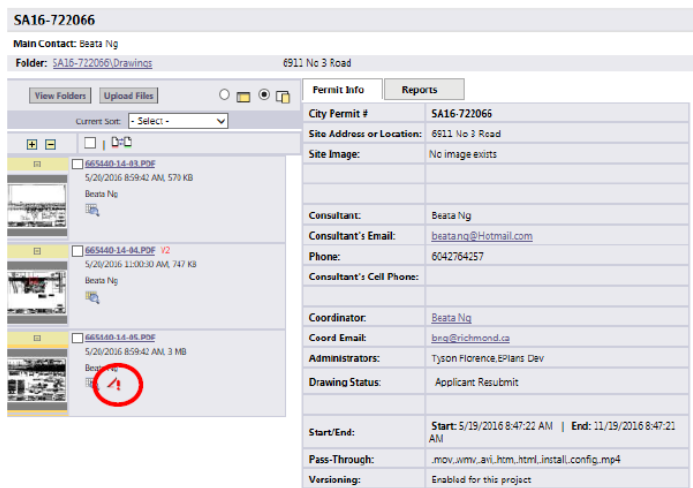 SA16-722066
Main Contact: Beata Ng
Folder: SA16-722066\Drawings 6911 No 3 Road
View Folders Upload Files
Current Sort: - Select -
665440-14-03.PDF
5/20/2016 8:59:42 AM, 570 KB
Beata Ng
665440-14-04.PDF V2
5/20/2016 11:00:30 AM, 747 KB
Beata Ng
665440-14-05.PDF
5/20/2016 8:59:42 AM, 3 MB
Permit Info Reports
City Permit # SA16-722066
Site Address or Location: 6911 No 3 Road
Site Image: No image exists
Consultant: Beata Ng
Consultant's Email: beata.ng@Hotmail.com
Phone: 6042764257
Consultant's Cell Phone:
Coordinator: Beata Ng
Coord Email: bng@richmond.ca
Administrators: Tyson Florence,EPlans Dev
Drawing Status: Applicant Resubmit
Start/End: Start: 5/19/2016 8:47:22 AM | End: 11/19/2016 8:47:21
AM
Pass-Through: .mov,.wmv,.avi,.htm,.html,.install,.config,.mp4
Versioning: Enabled for this project